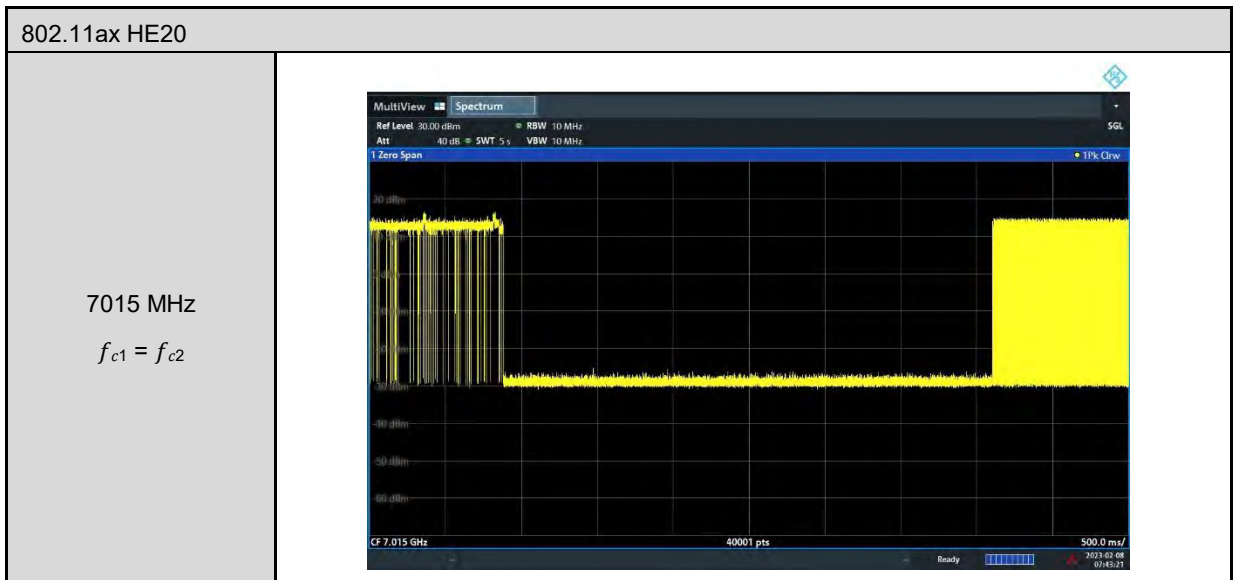 802.11ax HE20
7015 MHz
fc1 = fc2
MultiView Spectrum
Ref Level 30.00 dBm RBW 10 MHz SGL
Att 40 dB SWT 5 s VBW 10 MHz
1 Zero Span 1Pk Clrw
20 dBm
-30 dBm
-40 dBm
-50 dBm
-60 dBm
CF 7.015 GHz 40001 pts 500.0 ms/
Ready 2023-02-08
07:43:21